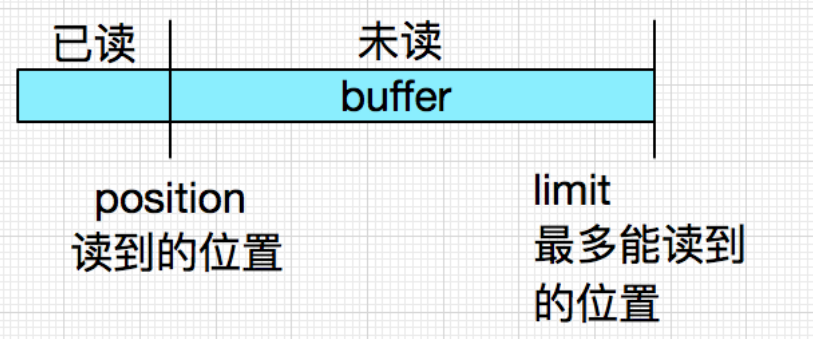 已读 未读
buffer
position
读到的位置
limit
最多能读到
的位置